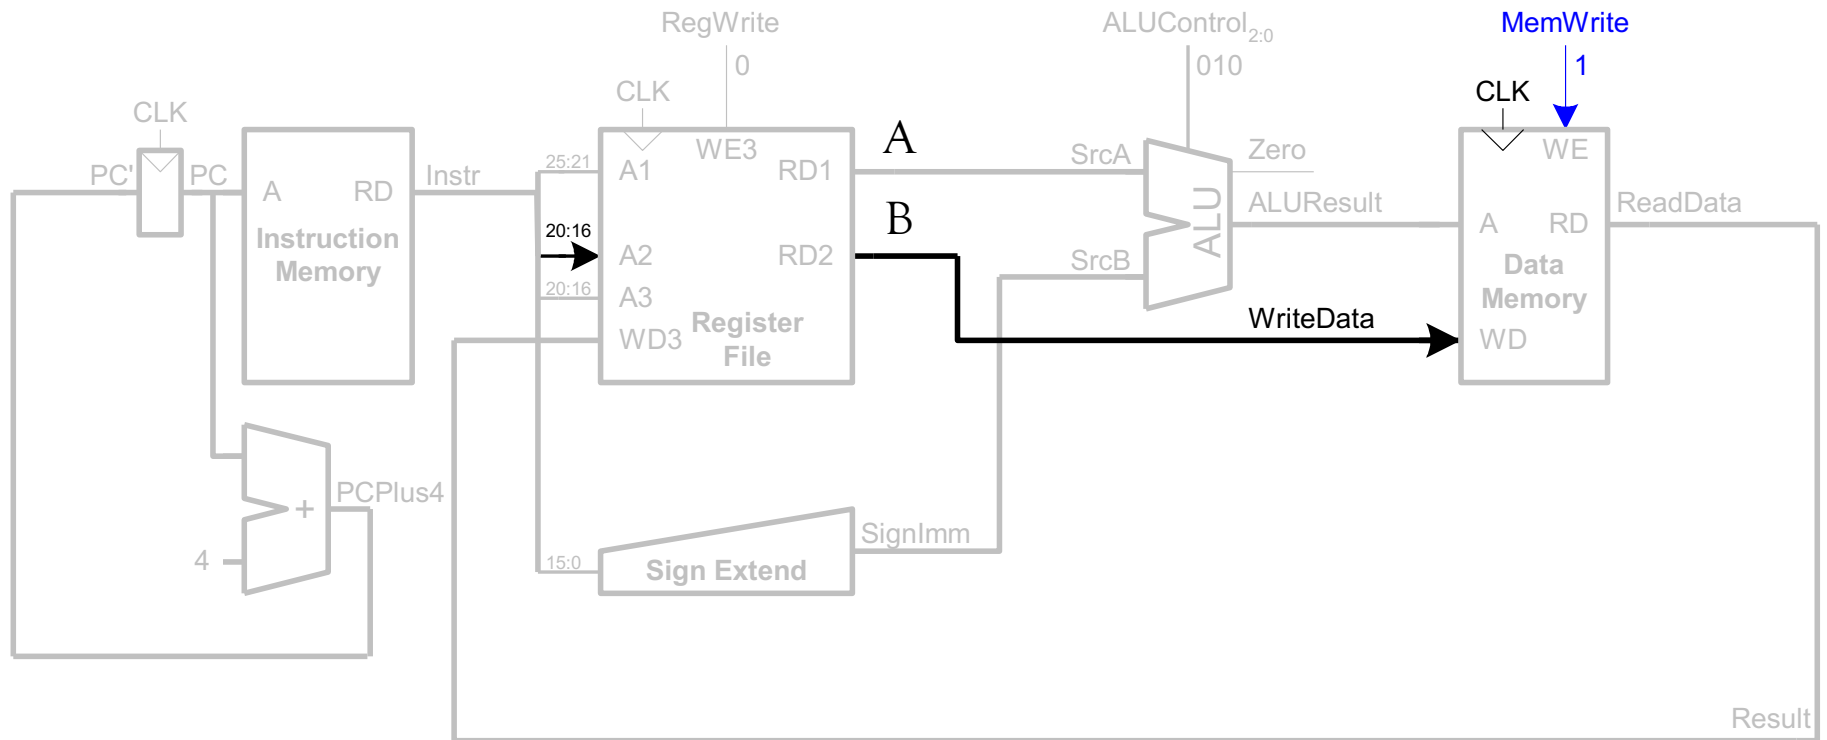 RegWrite
ALUControl2:0
MemWrite
0
010
1
CLK
CLK
CLK
PC'
PC
A
RD
Instr
Instruction
Memory
25:21
20:16
20:16
15:0
A1
WE3
RD1
A2
RD2
A3
WD3
Register
File
A
B
SrcA
SrcB
ALU
Zero
ALUResult
WriteData
WE
A
RD
Data
Memory
WD
ReadData
4
+
PCPlus4
Sign Extend
SignImm
Result